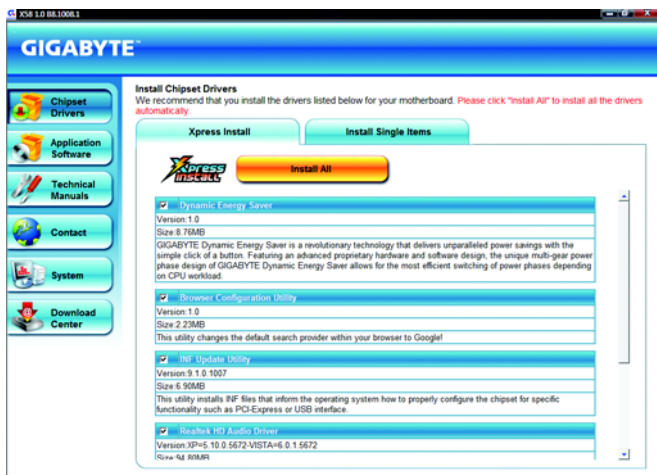 X58 1.0 B8.1008.1
GIGABYTE™
Chipset
Drivers
Application
Software
Technical
Manuals
Contact
System
Download
Center
Install Chipset Drivers
We recommend that you install the drivers listed below for your motherboard. Please click "Install All" to install all the drivers
automatically.
Xpress Install
Install Single Items
Xpress
INSTALL
Install All
Dynamic Energy Saver
Version:1.0
Size:8.76MB
GIGABYTE Dynamic Energy Saver is a revolutionary technology that delivers unparalleled power savings with the
simple click of a button. Featuring an advanced proprietary hardware and software design, the unique multi-gear power
phase design of GIGABYTE Dynamic Energy Saver allows for the most efficient switching of power phases depending
on CPU workload.
Browser Configuration Utility
Version:1.0
Size:2.23MB
This utility changes the default search provider within your browser to Google!
INF Update Utility
Version:9.1.0.1007
Size:6.90MB
This utility installs INF files that inform the operating system how to properly configure the chipset for specific
functionality such as PCI-Express or USB interface.
Realtek HD Audio Driver
Version:XP=5.10.0.5672-VISTA=6.0.1.5672
Size:94.80MB